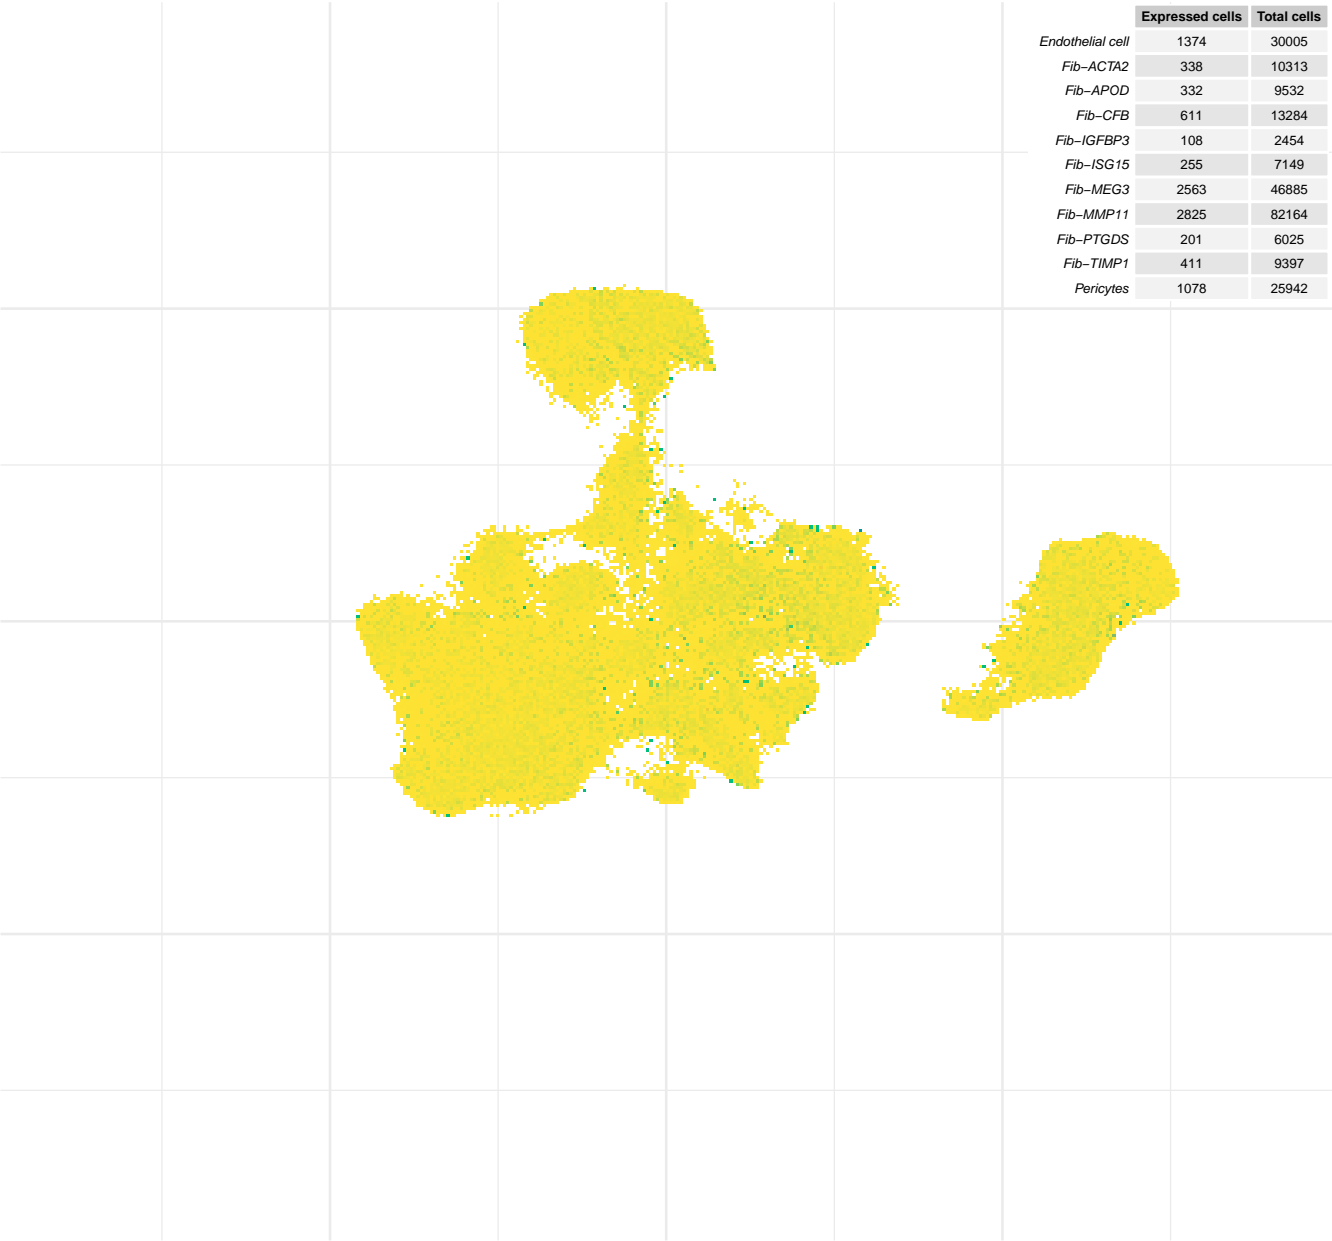 Expressed cells Total cells
Endothelial cell 1374 30005
Fib−ACTA2 338 10313
Fib−APOD 332 9532
Fib−CFB 611 13284
Fib−IGFBP3 108 2454
Fib−ISG15 255 7149
Fib−MEG3 2563 46885
Fib−MMP11 2825 82164
Fib−PTGDS 201 6025
Fib−TIMP1 411 9397
Pericytes 1078 25942